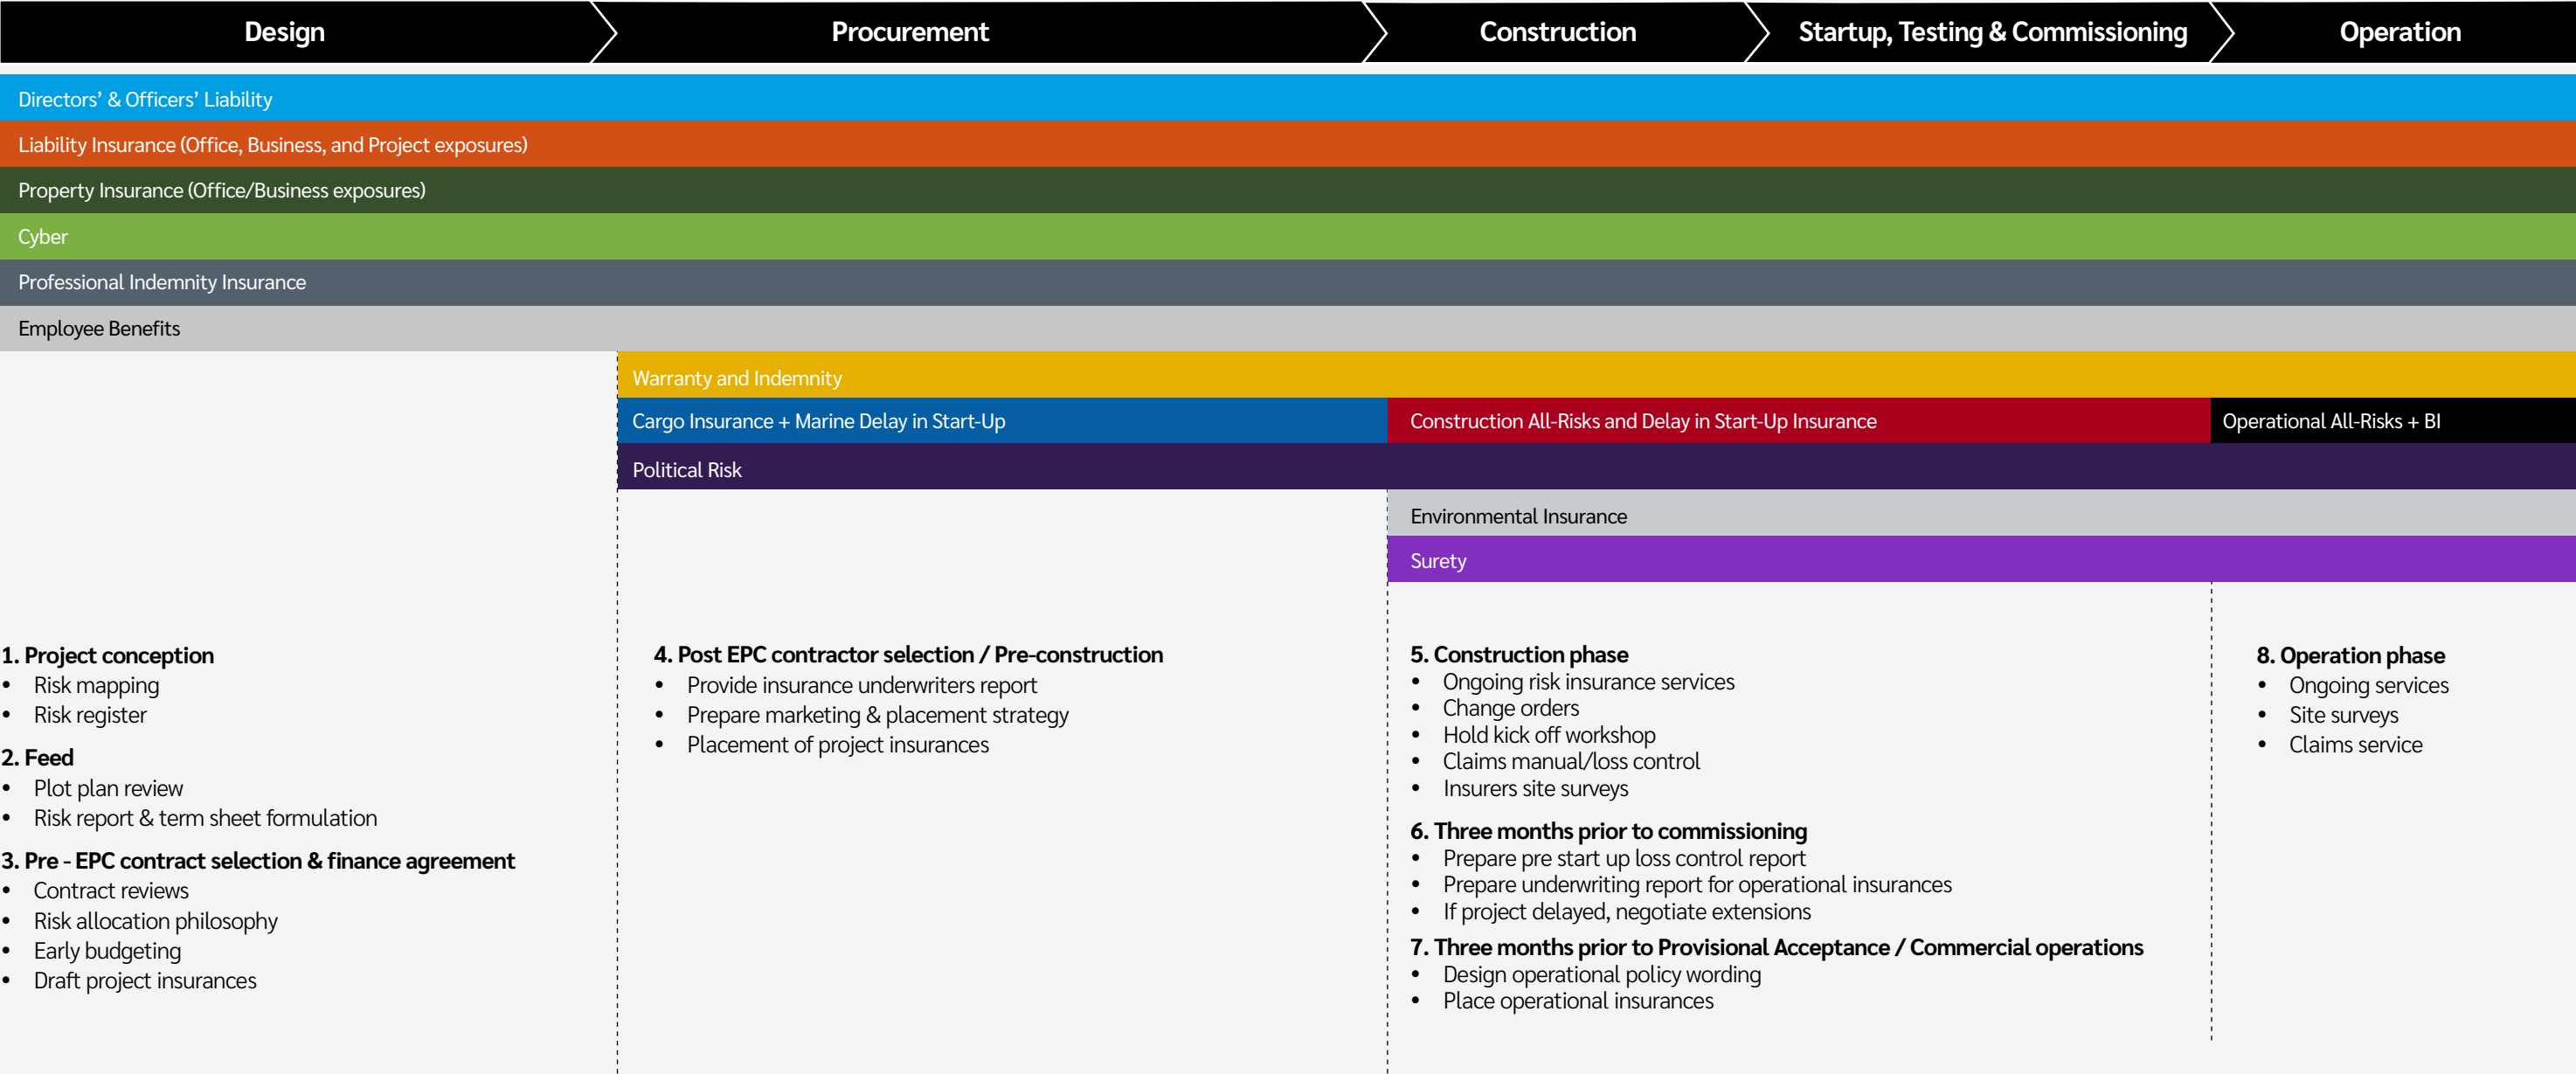 Design
Procurement
Construction
Startup, Testing & Commissioning
Operation
Directors’ & Officers’ Liability
Liability Insurance (Office, Business, and Project exposures)
Property Insurance (Office/Business exposures)
Cyber
Professional Indemnity Insurance
Employee Benefits
Warranty and Indemnity
Cargo Insurance + Marine Delay in Start-Up
Construction All-Risks and Delay in Start-Up Insurance
Operational All-Risks + BI
Political Risk
Environmental Insurance
Surety
1. Project conception
• Risk mapping
• Risk register
2. Feed
• Plot plan review
• Risk report & term sheet formulation
3. Pre - EPC contract selection & finance agreement
• Contract reviews
• Risk allocation philosophy
• Early budgeting
• Draft project insurances
4. Post EPC contractor selection / Pre-construction
• Provide insurance underwriters report
• Prepare marketing & placement strategy
• Placement of project insurances
5. Construction phase
• Ongoing risk insurance services
• Change orders
• Hold kick off workshop
• Claims manual/loss control
• Insurers site surveys
6. Three months prior to commissioning
• Prepare pre start up loss control report
• Prepare underwriting report for operational insurances
• If project delayed, negotiate extensions
7. Three months prior to Provisional Acceptance / Commercial operations
• Design operational policy wording
• Place operational insurances
8. Operation phase
• Ongoing services
• Site surveys
• Claims service